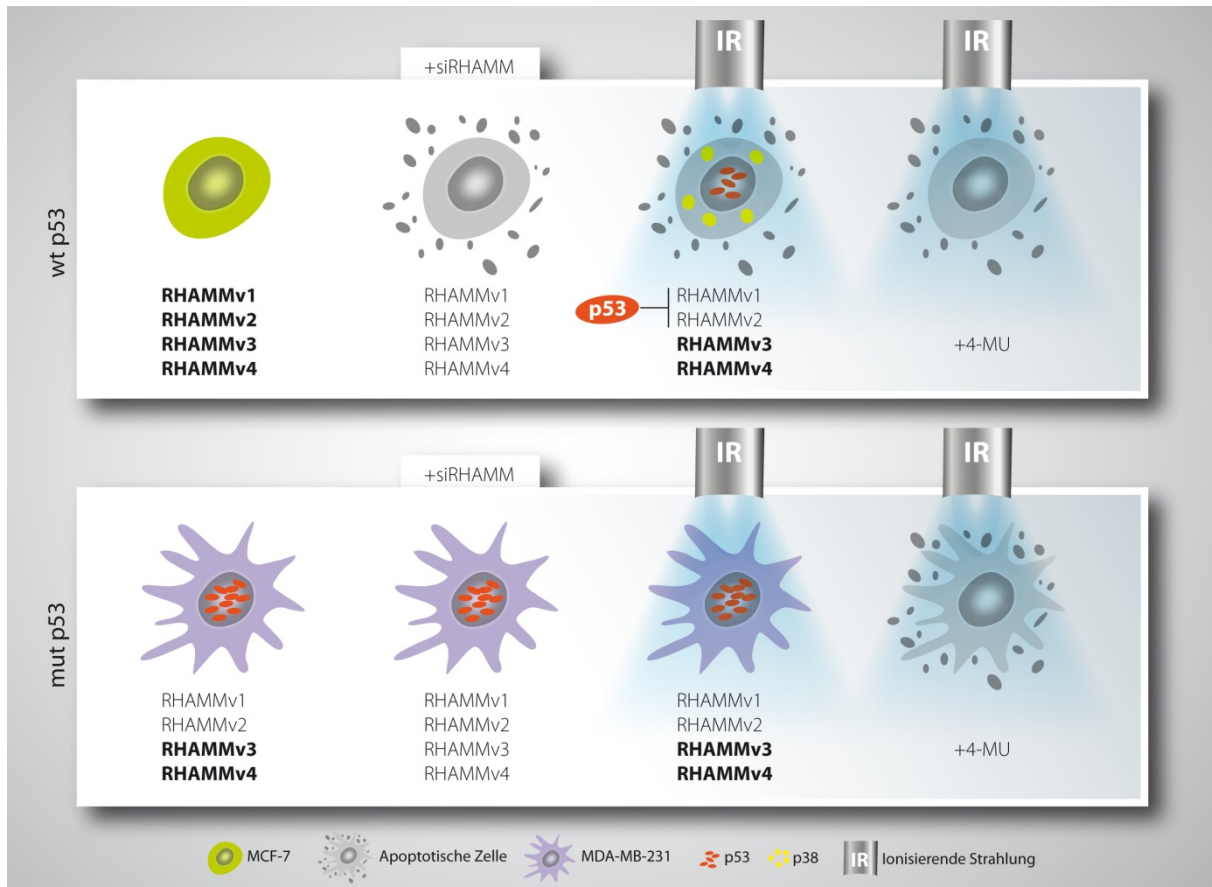 +siRHAMM
IR
IR
wt p53
RHAMMv1
RHAMMv2
RHAMMv3
RHAMMv4
RHAMMv1
RHAMMv2
RHAMMv3
RHAMMv4
p53
RHAMMv1
RHAMMv2
RHAMMv3
RHAMMv4
+4-MU
+siRHAMM
IR
IR
mut p53
RHAMMv1
RHAMMv2
RHAMMv3
RHAMMv4
RHAMMv1
RHAMMv2
RHAMMv3
RHAMMv4
RHAMMv1
RHAMMv2
RHAMMv3
RHAMMv4
+4-MU
MCF-7
Apoptotische Zelle
MDA-MB-231
p53
p38
IR Ionisierende Strahlung